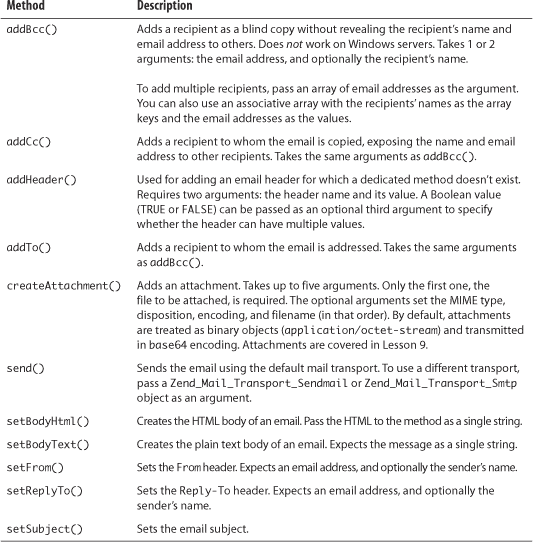 Method Description
addBcc() Adds a recipient as a blind copy without revealing the recipient's name and
email address to others. Does not work on Windows servers. Takes 1 or 2
arguments: the email address, and optionally the recipient's name.
To add multiple recipients, pass an array of email addresses as the argument.
You can also use an associative array with the recipients' names as the array
keys and the email addresses as the values.
addCc() Adds a recipient to whom the email is copied, exposing the name and email
address to other recipients. Takes the same arguments as addBcc().
addHeader() Used for adding an email header for which a dedicated method doesn't exist.
Requires two arguments: the header name and its value. A Boolean value
(TRUE or FALSE) can be passed as an optional third argument to specify
whether the header can have multiple values.
addTo() Adds a recipient to whom the email is addressed. Takes the same arguments
as addBcc().
createAttachment() Adds an attachment. Takes up to five arguments. Only the first one, the
file to be attached, is required. The optional arguments set the MIME type,
disposition, encoding, and filename (in that order). By default, attachments
are treated as binary objects (application/octet-stream) and transmitted
in base64 encoding. Attachments are covered in Lesson 9.
send() Sends the email using the default mail transport. To use a different transport,
pass a Zend_Mail_Transport_Sendmail or Zend_Mail_Transport_Smtp
object as an argument.
setBodyHtml() Creates the HTML body of an email. Pass the HTML to the method as a single string.
setBodyText() Creates the plain text body of an email. Expects the message as a single string.
setFrom() Sets the From header. Expects an email address, and optionally the sender's name.
setReplyTo() Sets the Reply-To header. Expects an email address, and optionally the
sender's name.
setSubject() Sets the email subject.